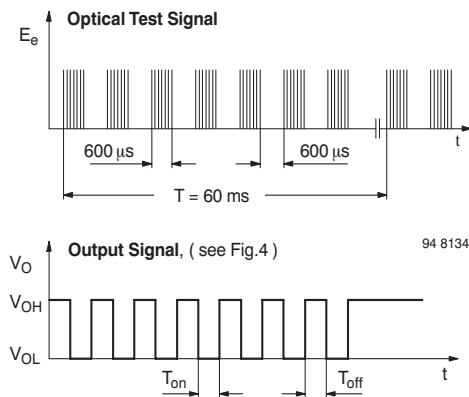 Optical Test Signal
Ee
t
600 μs
600 μs
T = 60 ms
Output Signal, ( see Fig.4 )
94 8134
VO
VOH
VOL
t
Ton
Toff